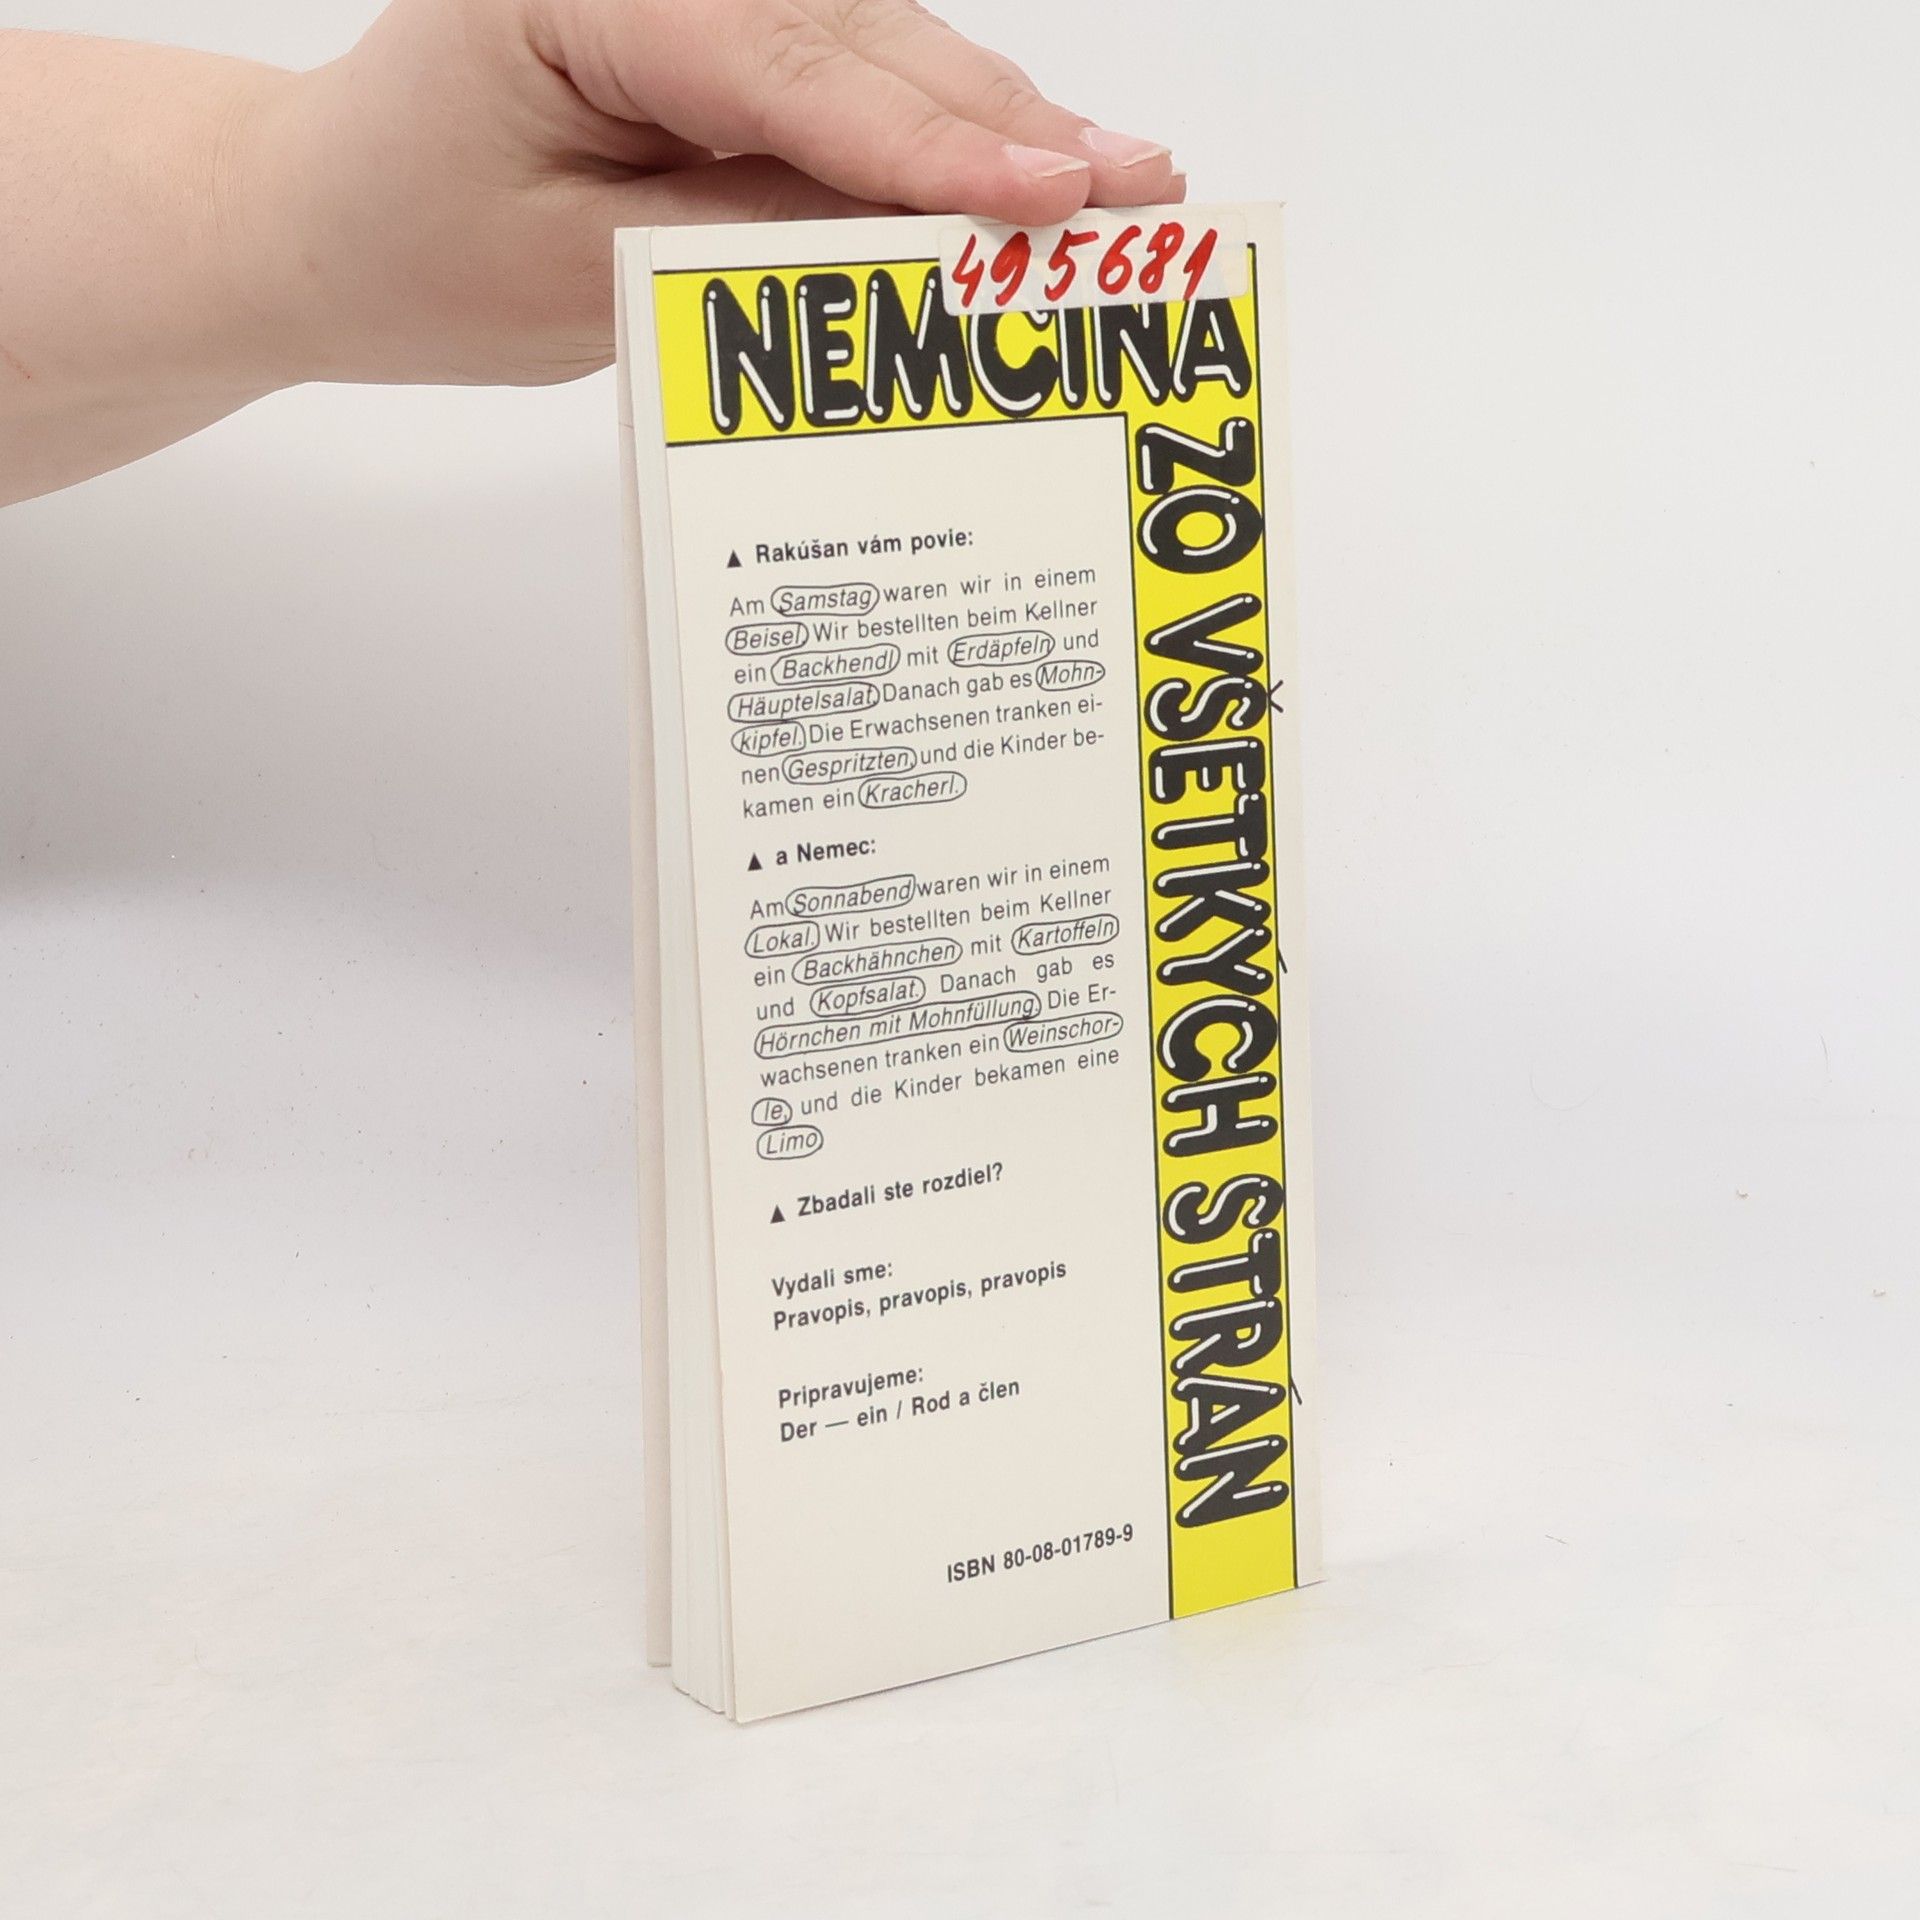 495681
NEMČINA
ZO VŠETKÝCH STRÁN
▲ Rakúšan vám povie:
Am Samstag waren wir in einem
Beisel. Wir bestellten beim Kellner
ein Backhendl mit Erdäpfeln und
Häuptelsalat. Danach gab es Mohn-
kipfel. Die Erwachsenen tranken ei-
nen Gespritzten, und die Kinder be-
kamen ein Kracherl.
▲ a Nemec:
Am Sonnabend waren wir in einem
Lokal. Wir bestellten beim Kellner
ein Backhähnchen mit Kartoffeln
und Kopfsalat. Danach gab es
Hörnchen mit Mohnfüllung. Die Er-
wachsenen tranken ein Weinschor-
le, und die Kinder bekamen eine
Limo
▲ Zbadali ste rozdiel?
Vydali sme:
Pravopis, pravopis, pravopis
Pripravujeme:
Der — ein / Rod a člen
ISBN 80-08-01789-9